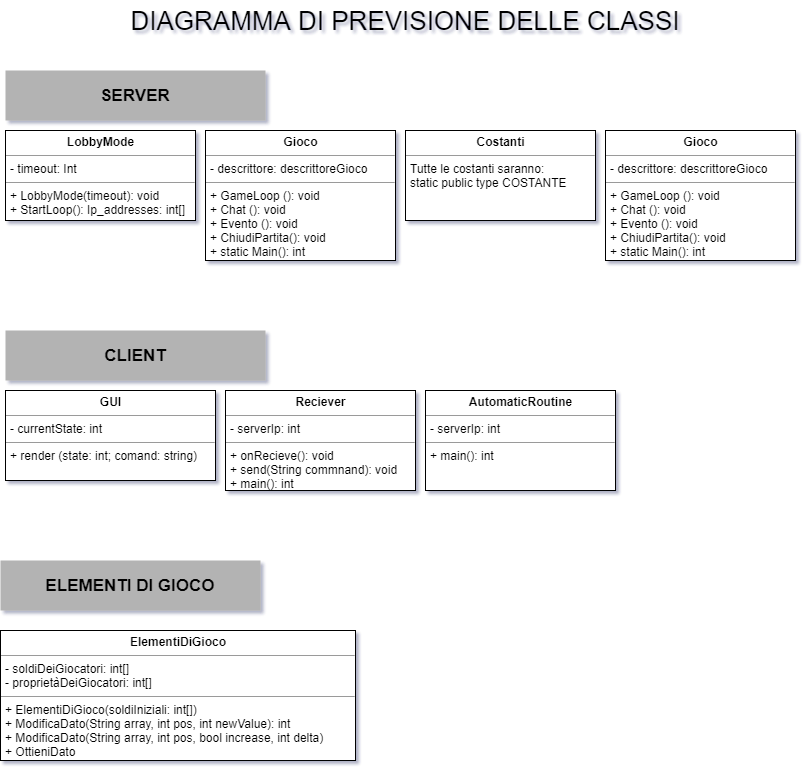 DIAGRAMMA DI PREVISIONE DELLE CLASSI
SERVER
LobbyMode
- timeout: Int
+ LobbyMode(timeout): void
+ StartLoop(): Ip_addresses: int[]
Gioco
- descrittore: descrittoreGioco
+ GameLoop (): void
+ Chat (): void
+ Evento (): void
+ ChiudiPartita(): void
+ static Main(): int
Costanti
Tutte le costanti saranno:
static public type COSTANTE
Gioco
- descrittore: descrittoreGioco
+ GameLoop (): void
+ Chat (): void
+ Evento (): void
+ ChiudiPartita(): void
+ static Main(): int
CLIENT
GUI
- currentState: int
+ render (state: int; comand: string)
Reciever
- serverIp: int
+ onRecieve(): void
+ send(String commnand): void
+ main(): int
AutomaticRoutine
- serverIp: int
+ main(): int
ELEMENTI DI GIOCO
ElementiDiGioco
- soldiDeiGiocatori: int[]
- proprietàDeiGiocatori: int[]
+ ElementiDiGioco(soldiIniziali: int[])
+ ModificaDato(String array, int pos, int newValue): int
+ ModificaDato(String array, int pos, bool increase, int delta)
+ OttieniDato